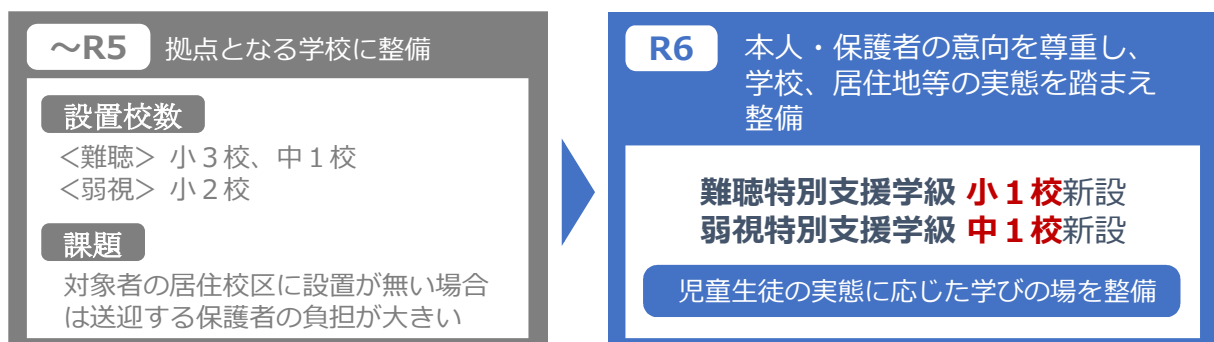 ～R5 拠点となる学校に整備
設置校数
＜難聴＞ 小３校、中１校
＜弱視＞ 小２校
課題
対象者の居住校区に設置が無い場合
は送迎する保護者の負担が大きい
R6 本人・保護者の意向を尊重し、
学校、居住地等の実態を踏まえ
整備
難聴特別支援学級 小１校新設
弱視特別支援学級 中１校新設
児童生徒の実態に応じた学びの場を整備